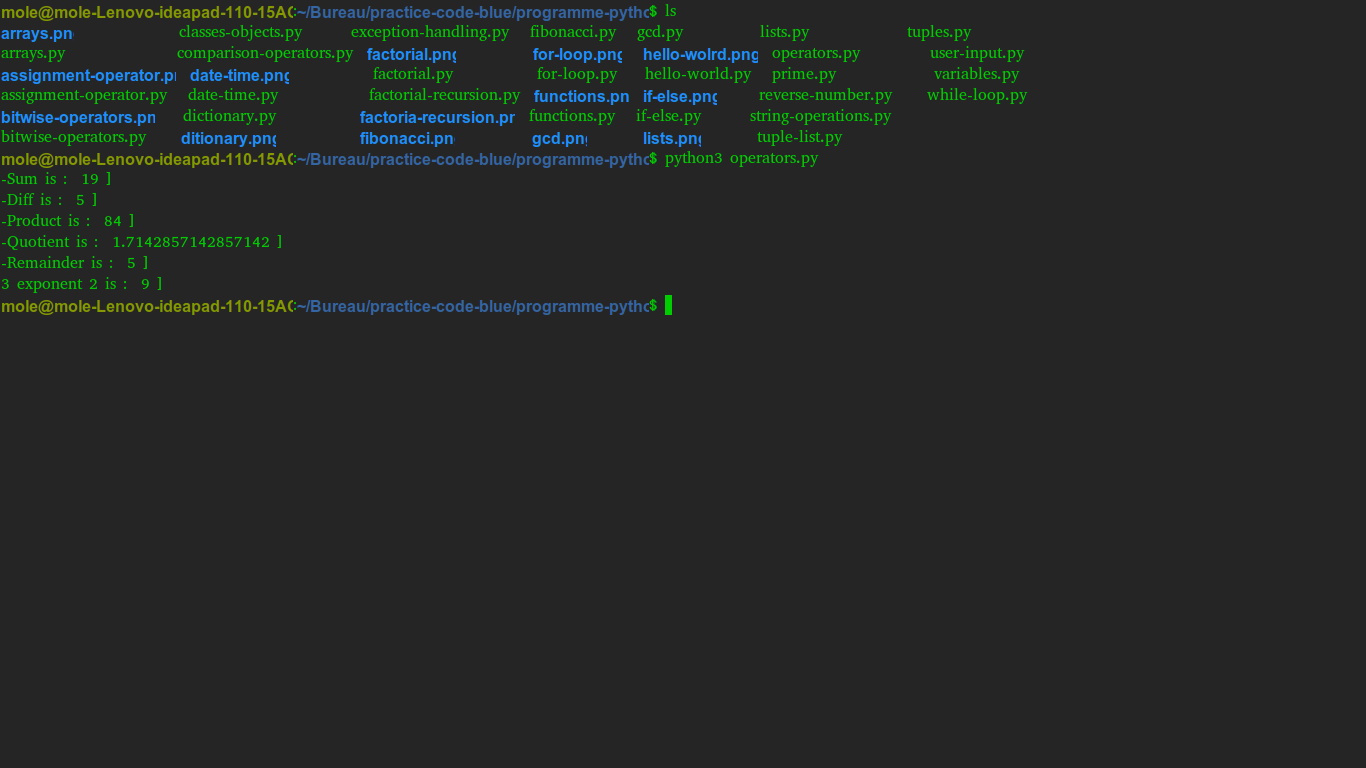 mole@mole-Lenovo-ideapad-110-15AC:~/Bureau/practice-code-blue/programme-pytho$ ls
arrays.pn classes-objects.py exception-handling.py fibonacci.py gcd.py lists.py tuples.py
arrays.py comparison-operators.py factorial.png for-loop.png hello-wolrd.png operators.py user-input.py
assignment-operator.pn date-time.png factorial.py for-loop.py hello-world.py prime.py variables.py
assignment-operator.py date-time.py factorial-recursion.py functions.pn if-else.png reverse-number.py while-loop.py
bitwise-operators.pn dictionary.py factoria-recursion.pr functions.py if-else.py string-operations.py
bitwise-operators.py ditionary.png fibonacci.pn gcd.png lists.png tuple-list.py
mole@mole-Lenovo-ideapad-110-15AC:~/Bureau/practice-code-blue/programme-pytho$ python3 operators.py
-Sum is :  19 ]
-Diff is :  5 ]
-Product is :  84 ]
-Quotient is :  1.7142857142857142 ]
-Remainder is :  5 ]
3 exponent 2 is :  9 ]
mole@mole-Lenovo-ideapad-110-15AC:~/Bureau/practice-code-blue/programme-pytho$